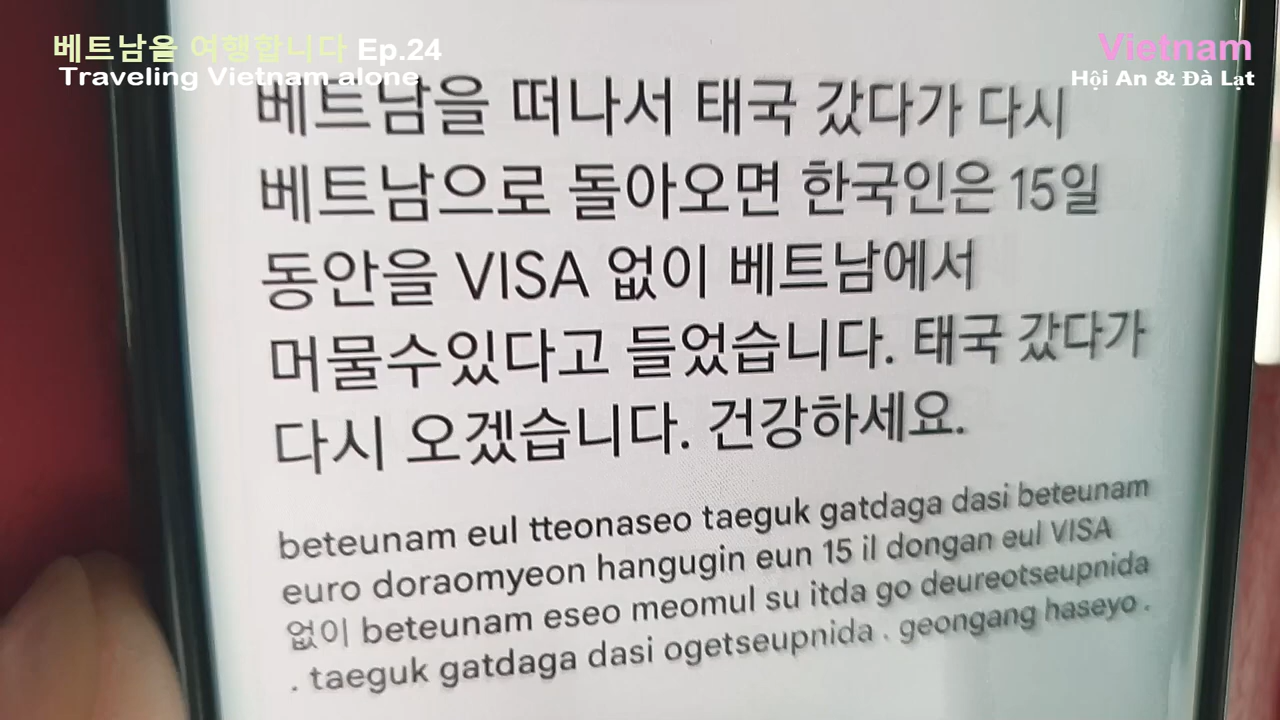 베트남을 여행합니다 Ep.24
Traveling Vietnam alone
Vietnam
Hội An & Đà Lạt
베트남을 떠나서 태국 갔다가 다시
베트남으로 돌아오면 한국인은 15일
동안을 VISA 없이 베트남에서
머물수있다고 들었습니다. 태국 갔다가
다시 오겠습니다. 건강하세요.
beteunam eul tteonaseo taeguk gatdaga dasi beteunam
euro doraomyeon hangugin eun 15 il dongan eul VISA
없이 beteunam eseo meomul su itda go deureotseupnida
. taeguk gatdaga dasi ogetseupnida . geongang haseyo .